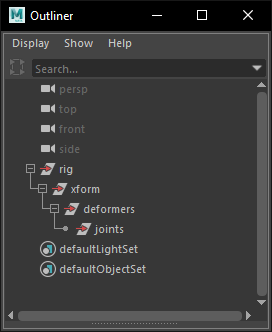 Outliner
Display Show Help
Search...
persp
top
front
side
rig
xform
deformers
joints
defaultLightSet
defaultObjectSet